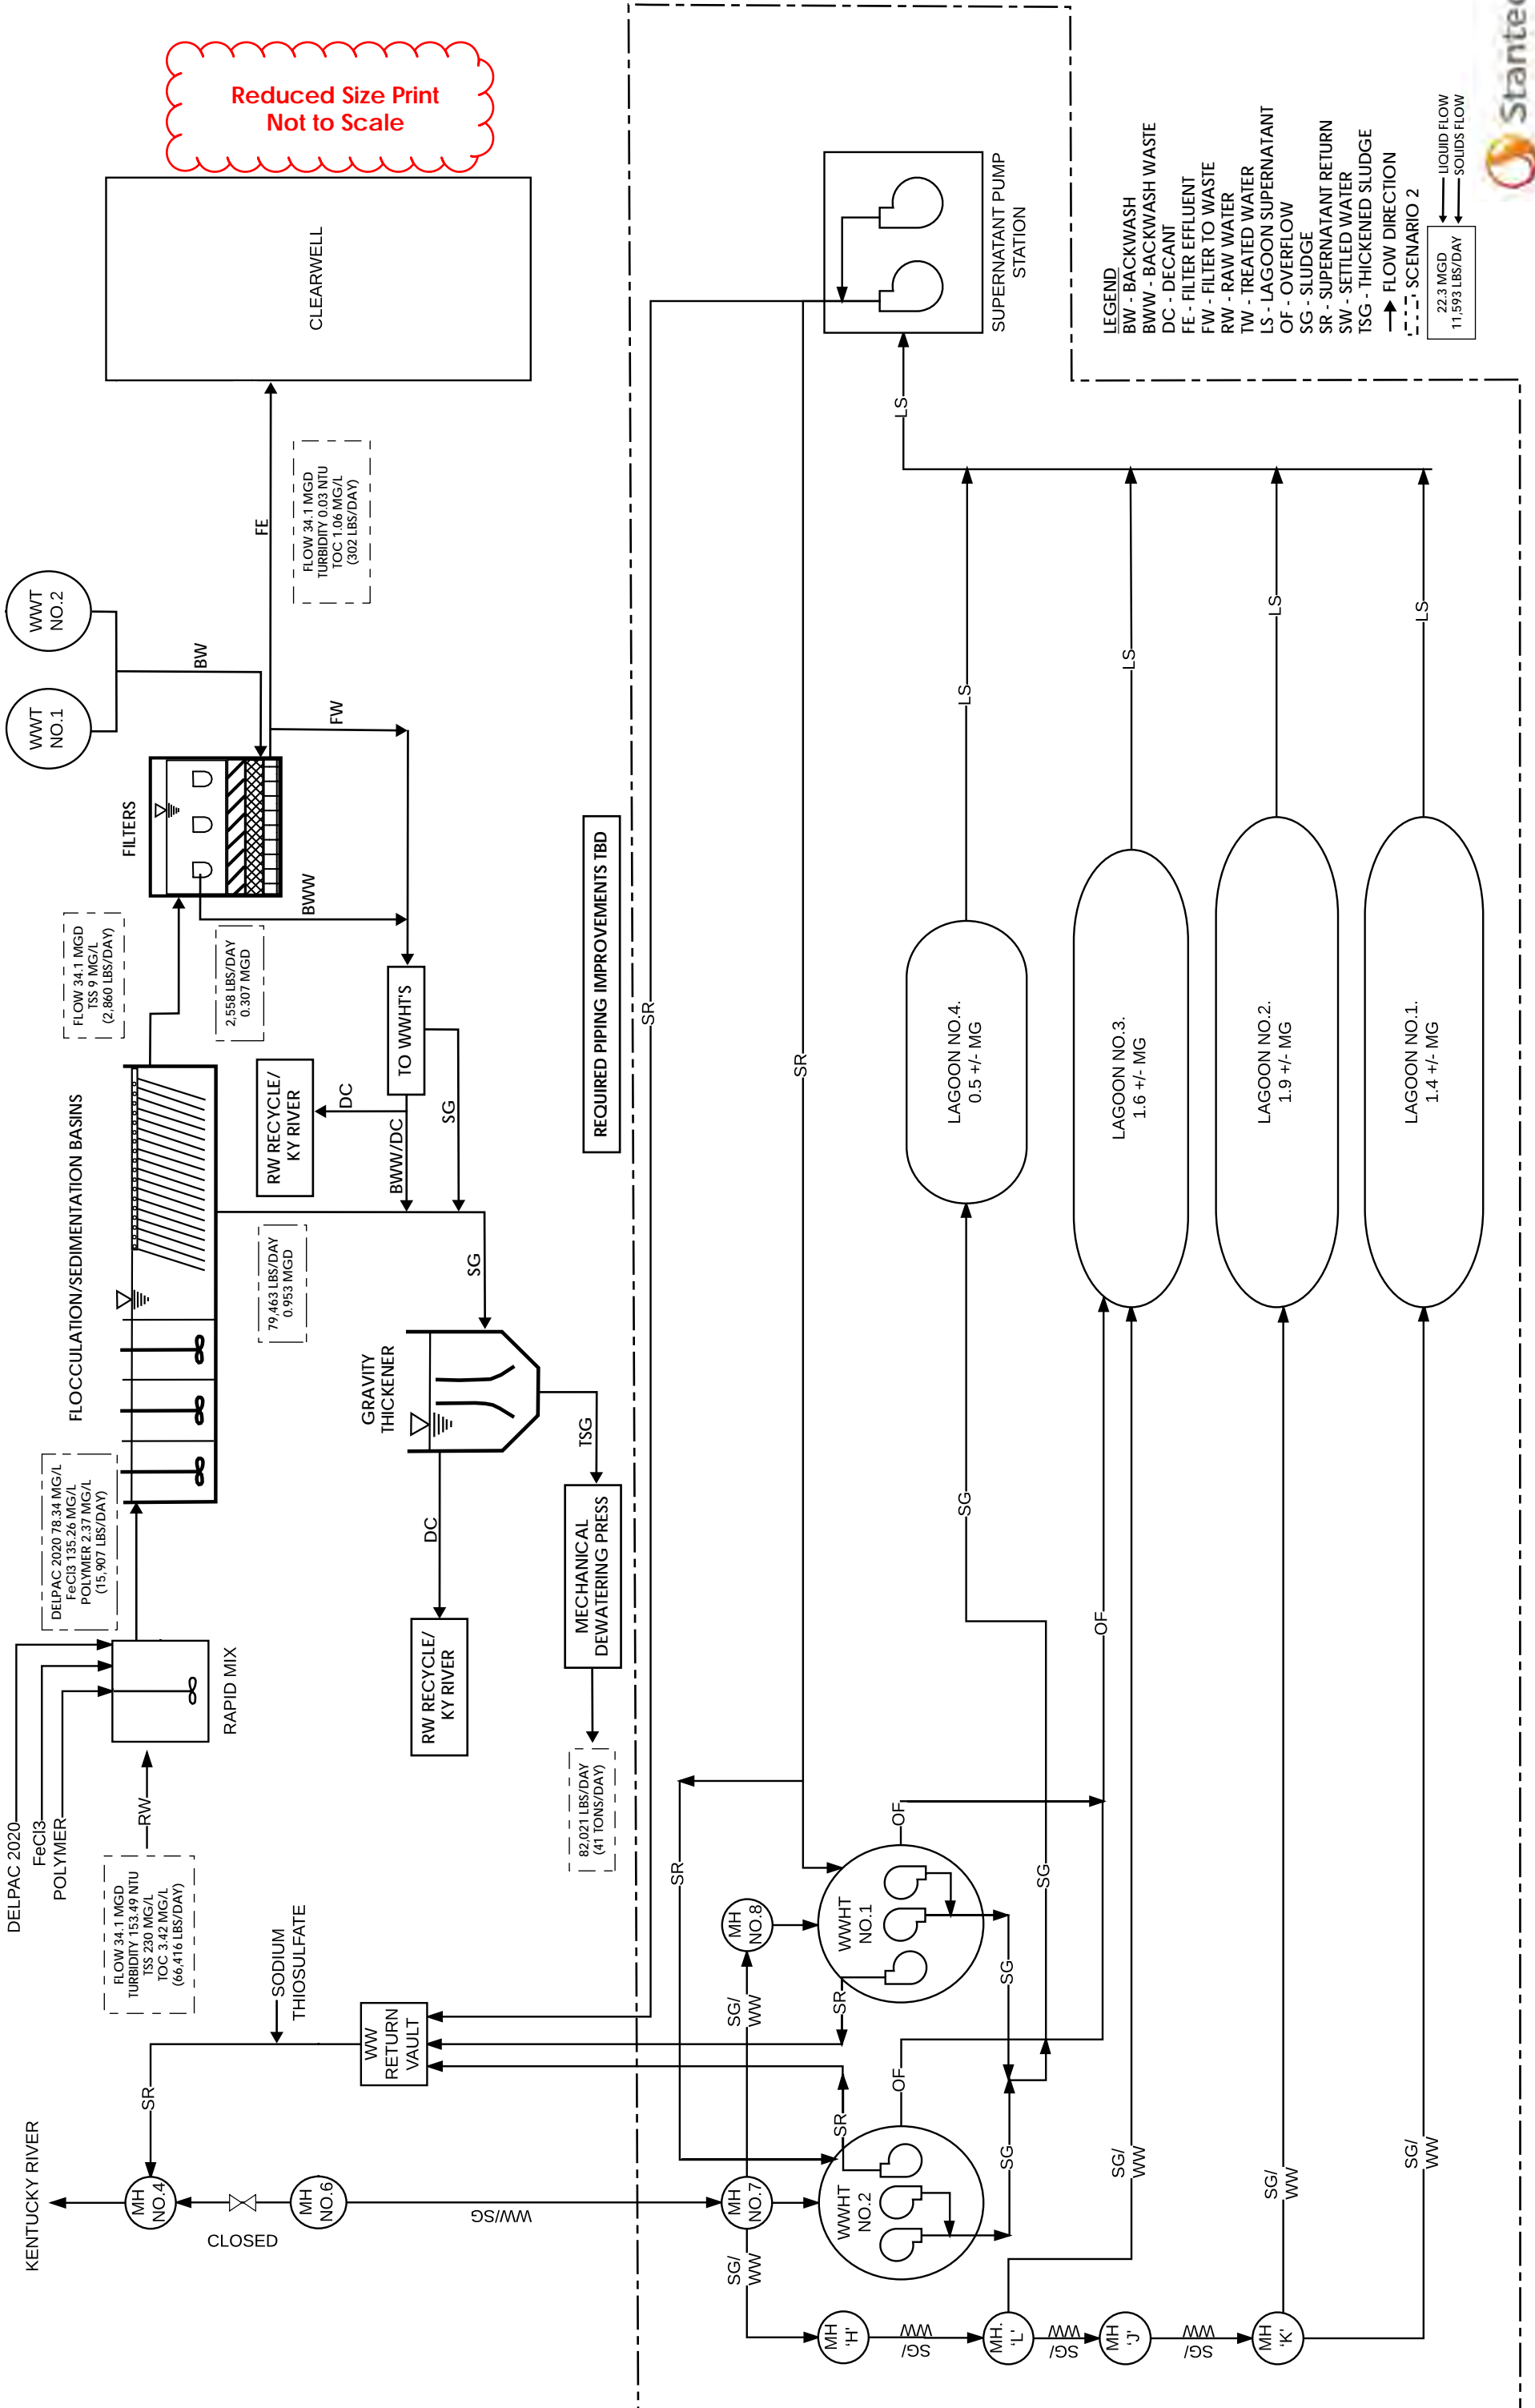 KENTUCKY RIVER
MH
NO.4
CLOSED
MH
NO.6
SR
SODIUM
THIOSULFATE
WW
RETURN
VAULT
WW/SG
DELPAC 2020
FeCl3
POLYMER
RW
FLOW 34.1 MGD
TURBIDITY 153.49 NTU
TSS 230 MG/L
TOC 3.42 MG/L
(66,416 LBS/DAY)
RAPID MIX
DELPAC 2020 78.34 MG/L
FeCl3 135.26 MG/L
POLYMER 2.37 MG/L
(15,907 LBS/DAY)
FLOCCULATION/SEDIMENTATION BASINS
FLOW 34.1 MGD
TSS 9 MG/L
(2,860 LBS/DAY)
FILTERS
2,558 LBS/DAY
0.307 MGD
BWW
WWT
NO.1
WWT
NO.2
BW
FW
FE
FLOW 34.1 MGD
TURBIDITY 0.03 NTU
TOC 1.06 MG/L
(302 LBS/DAY)
CLEARWELL
Reduced Size Print
Not to Scale
TO WWHT'S
DC
RW RECYCLE/
KY RIVER
BWW/DC
SG
79,463 LBS/DAY
0.953 MGD
SG
GRAVITY
THICKENER
DC
RW RECYCLE/
KY RIVER
TSG
MECHANICAL
DEWATERING PRESS
82,021 LBS/DAY
(41 TONS/DAY)
REQUIRED PIPING IMPROVEMENTS TBD
SR
SR
SR
MH
NO.7
SG/
WW
MH
NO.8
SG/
WW
WWHT
NO.2
WWHT
NO.1
SR
SR
OF
OF
SG
SG
SG
SG
OF
MH
'H'
SG/
WW
MH.
'L'
SG/
WW
MH
'J'
SG/
WW
MH
'K'
SG/
WW
SG/
WW
SG/
WW
LAGOON NO.4.
0.5 +/- MG
LAGOON NO.3.
1.6 +/- MG
LAGOON NO.2.
1.9 +/- MG
LAGOON NO.1.
1.4 +/- MG
LS
LS
LS
LS
LS
SUPERNATANT PUMP
STATION
LEGEND
BW - BACKWASH
BWW - BACKWASH WASTE
DC - DECANT
FE - FILTER EFFLUENT
FW - FILTER TO WASTE
RW - RAW WATER
TW - TREATED WATER
LS - LAGOON SUPERNATANT
OF - OVERFLOW
SG - SLUDGE
SR - SUPERNATANT RETURN
SW - SETTLED WATER
TSG - THICKENED SLUDGE
FLOW DIRECTION
SCENARIO 2
22.3 MGD
11,593 LBS/DAY
LIQUID FLOW
SOLIDS FLOW
Stantec